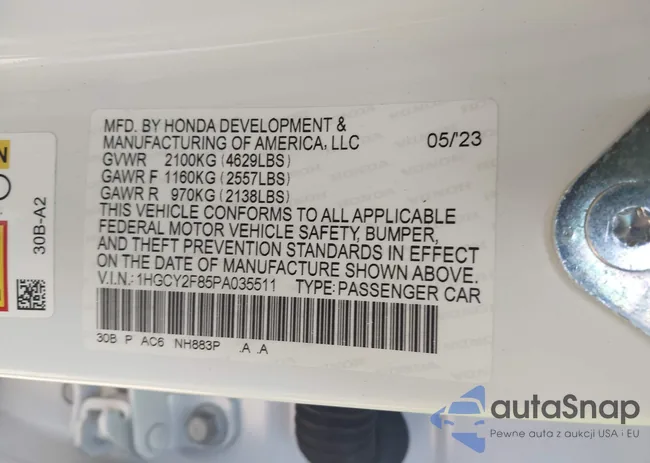 MFD. BY HONDA DEVELOPMENT &
MANUFACTURING OF AMERICA, LLC 05/'23
GVWR 2100KG (4629LBS)
GAWR F 1160KG (2557LBS)
GAWR R 970KG (2138LBS)
THIS VEHICLE CONFORMS TO ALL APPLICABLE
FEDERAL MOTOR VEHICLE SAFETY, BUMPER,
AND THEFT PREVENTION STANDARDS IN EFFECT
ON THE DATE OF MANUFACTURE SHOWN ABOVE.
V.I.N.: 1HGCY2F85PA035511 TYPE: PASSENGER CAR
30B P AC6 NH883P .A .A
30B-A2
autaSnap
Pewne auta z aukcji USA i EU